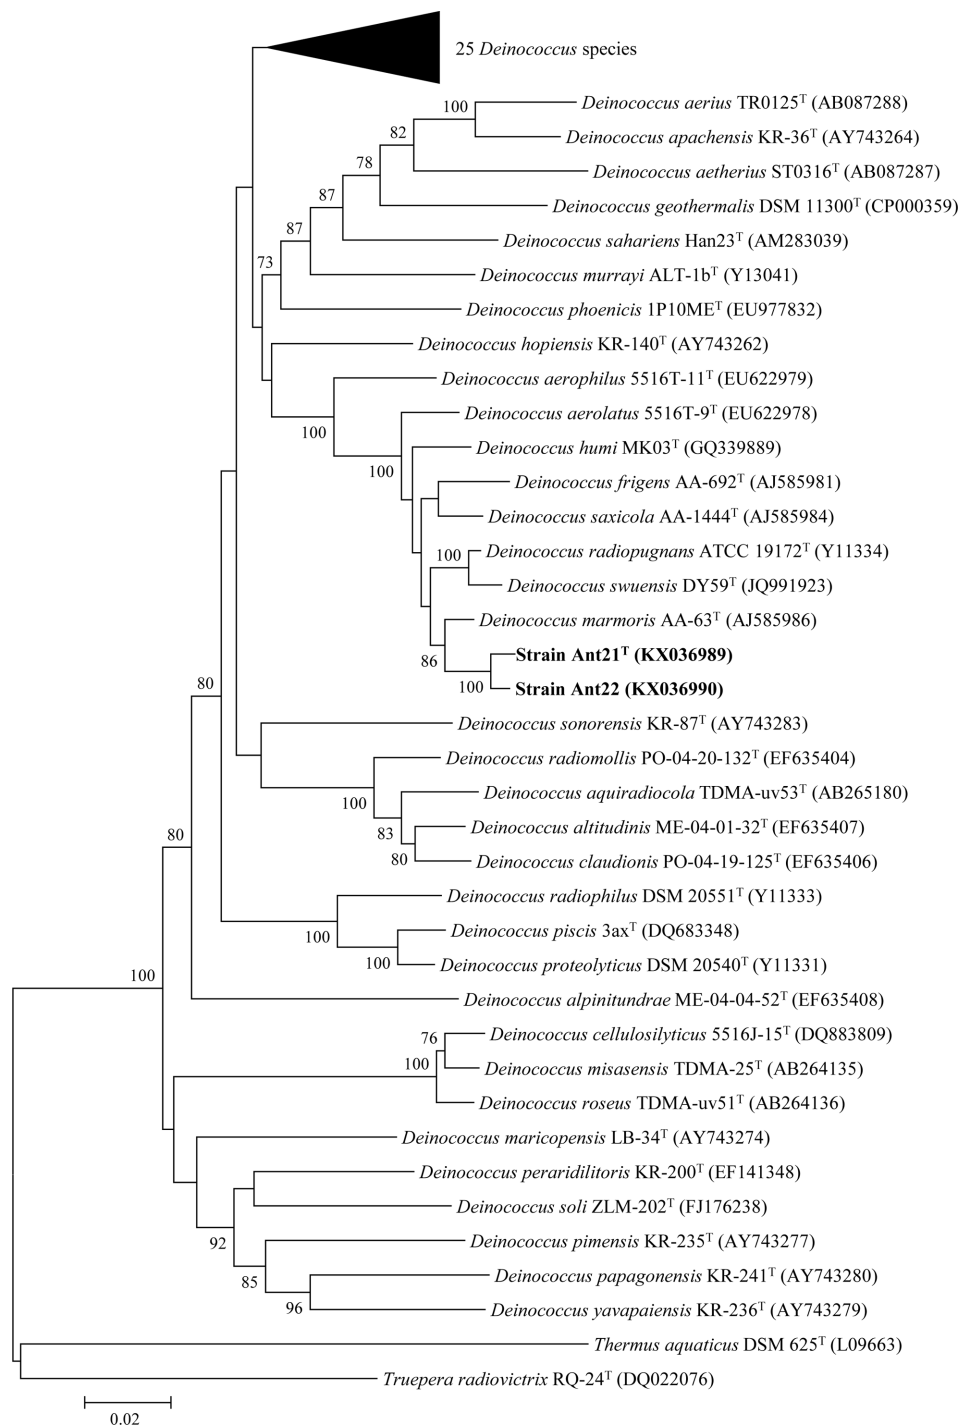 25 Deinococcus species
100
Deinococcus aerius TR0125ᵀ (AB087288)
82
Deinococcus apachensis KR-36ᵀ (AY743264)
78
Deinococcus aetherius ST0316ᵀ (AB087287)
87
Deinococcus geothermalis DSM 11300ᵀ (CP000359)
87
Deinococcus sahariens Han23ᵀ (AM283039)
73
Deinococcus murrayi ALT-1bᵀ (Y13041)
Deinococcus phoenicis 1P10MEᵀ (EU977832)
Deinococcus hopiensis KR-140ᵀ (AY743262)
Deinococcus aerophilus 5516T-11ᵀ (EU622979)
100
Deinococcus aerolatus 5516T-9ᵀ (EU622978)
100
Deinococcus humi MK03ᵀ (GQ339889)
Deinococcus frigens AA-692ᵀ (AJ585981)
Deinococcus saxicola AA-1444ᵀ (AJ585984)
100
Deinococcus radiopugnans ATCC 19172ᵀ (Y11334)
Deinococcus swuensis DY59ᵀ (JQ991923)
Deinococcus marmoris AA-63ᵀ (AJ585986)
86
Strain Ant21ᵀ (KX036989)
100
Strain Ant22 (KX036990)
80
Deinococcus sonorensis KR-87ᵀ (AY743283)
Deinococcus radiomollis PO-04-20-132ᵀ (EF635404)
100
Deinococcus aquiradiocola TDMA-uv53ᵀ (AB265180)
83
80
Deinococcus altitudinis ME-04-01-32ᵀ (EF635407)
80
Deinococcus claudionis PO-04-19-125ᵀ (EF635406)
Deinococcus radiophilus DSM 20551ᵀ (Y11333)
100
Deinococcus piscis 3axᵀ (DQ683348)
100
Deinococcus proteolyticus DSM 20540ᵀ (Y11331)
100
Deinococcus alpinitundrae ME-04-04-52ᵀ (EF635408)
76
Deinococcus cellulosilyticus 5516J-15ᵀ (DQ883809)
100
Deinococcus misasensis TDMA-25ᵀ (AB264135)
Deinococcus roseus TDMA-uv51ᵀ (AB264136)
Deinococcus maricopensis LB-34ᵀ (AY743274)
Deinococcus peraridilitoris KR-200ᵀ (EF141348)
Deinococcus soli ZLM-202ᵀ (FJ176238)
92
Deinococcus pimensis KR-235ᵀ (AY743277)
85
Deinococcus papagonensis KR-241ᵀ (AY743280)
96
Deinococcus yavapaiensis KR-236ᵀ (AY743279)
Thermus aquaticus DSM 625ᵀ (L09663)
Truepera radiovictrix RQ-24ᵀ (DQ022076)
0.02